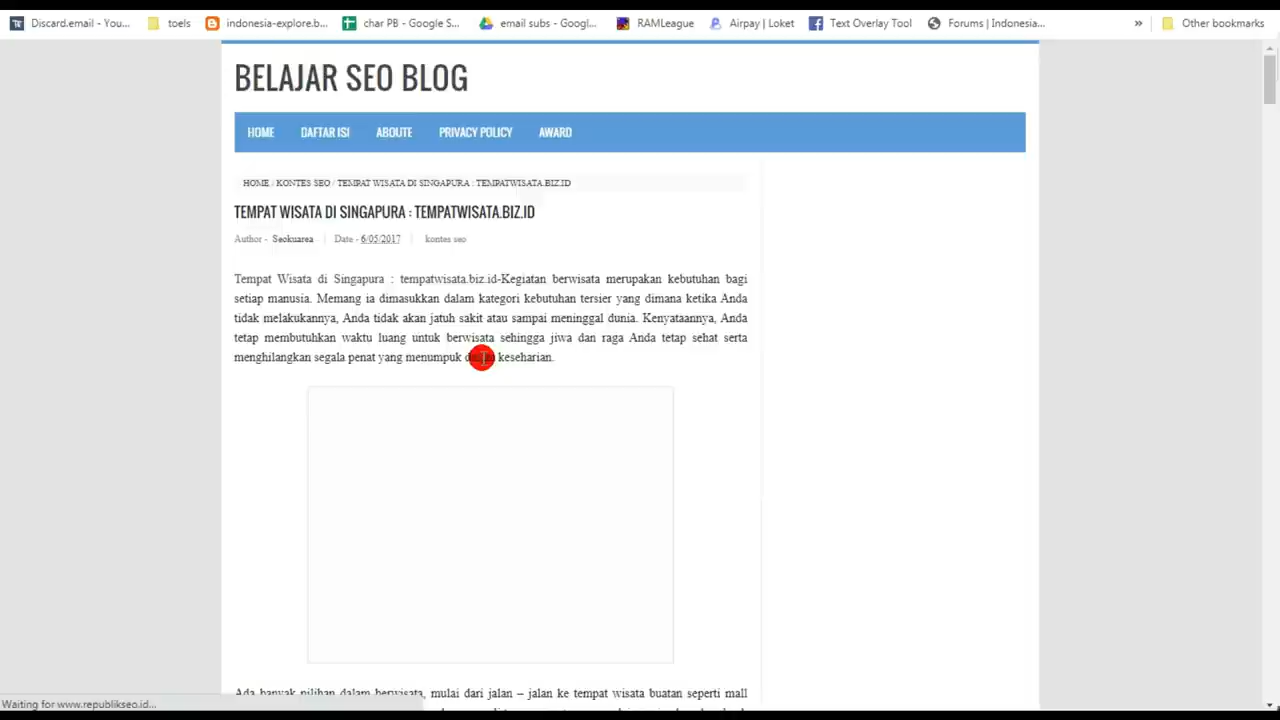 Discard.email - You... toels indonesia-explore.b... char PB - Google S... email subs - Googl... RAMLeague Airpay | Loket Text Overlay Tool Forums | Indonesia... » Other bookmarks
BELAJAR SEO BLOG
HOME DAFTAR ISI ABOUTE PRIVACY POLICY AWARD
HOME / KONTES SEO / TEMPAT WISATA DI SINGAPURA : TEMPATWISATA.BIZ.ID
TEMPAT WISATA DI SINGAPURA : TEMPATWISATA.BIZ.ID
Author - Seokuarea Date - 6/05/2017 kontes seo
Tempat Wisata di Singapura : tempatwisata.biz.id-Kegiatan berwisata merupakan kebutuhan bagi
setiap manusia. Memang ia dimasukkan dalam kategori kebutuhan tersier yang dimana ketika Anda
tidak melakukannya, Anda tidak akan jatuh sakit atau sampai meninggal dunia. Kenyataannya, Anda
tetap membutuhkan waktu luang untuk berwisata sehingga jiwa dan raga Anda tetap sehat serta
menghilangkan segala penat yang menumpuk keseharian.
Ada banyak pilihan dalam berwisata, mulai dari jalan – jalan ke tempat wisata buatan seperti mall
Waiting for www.republikseo.id...